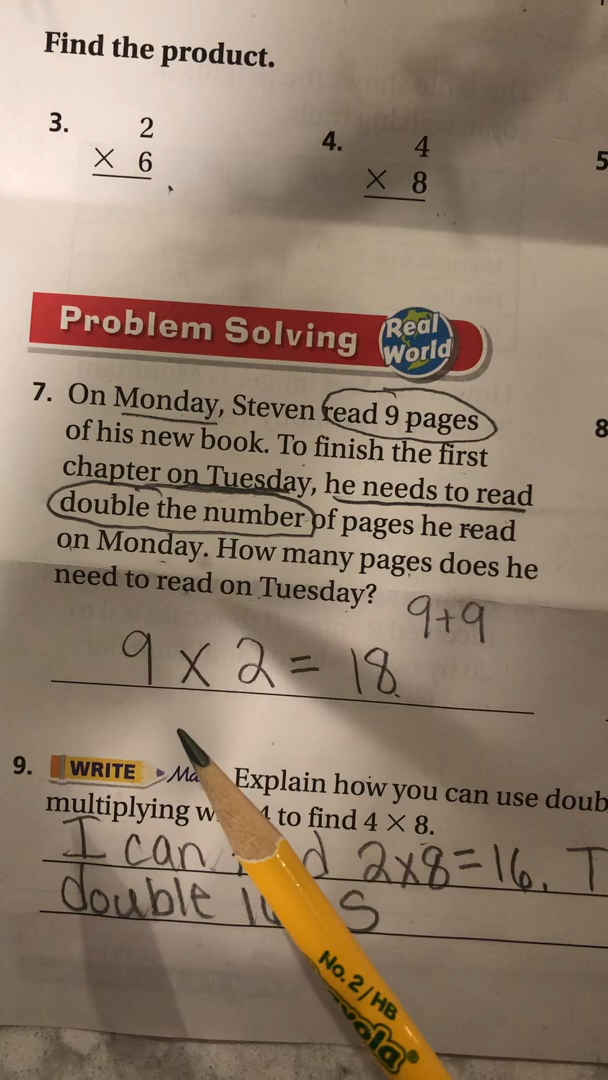 Find the product.
3. 2
× 6
4. 4
× 8
5
Problem Solving Real World
7. On Monday, Steven read 9 pages
of his new book. To finish the first
chapter on Tuesday, he needs to read
double the number of pages he read
on Monday. How many pages does he
need to read on Tuesday?
9+9
9 x 2 = 18
8
9. WRITE Explain how you can use doub
multiplying 4 to find 4 × 8.
I can 2x8=16. T
double
No. 2/HB